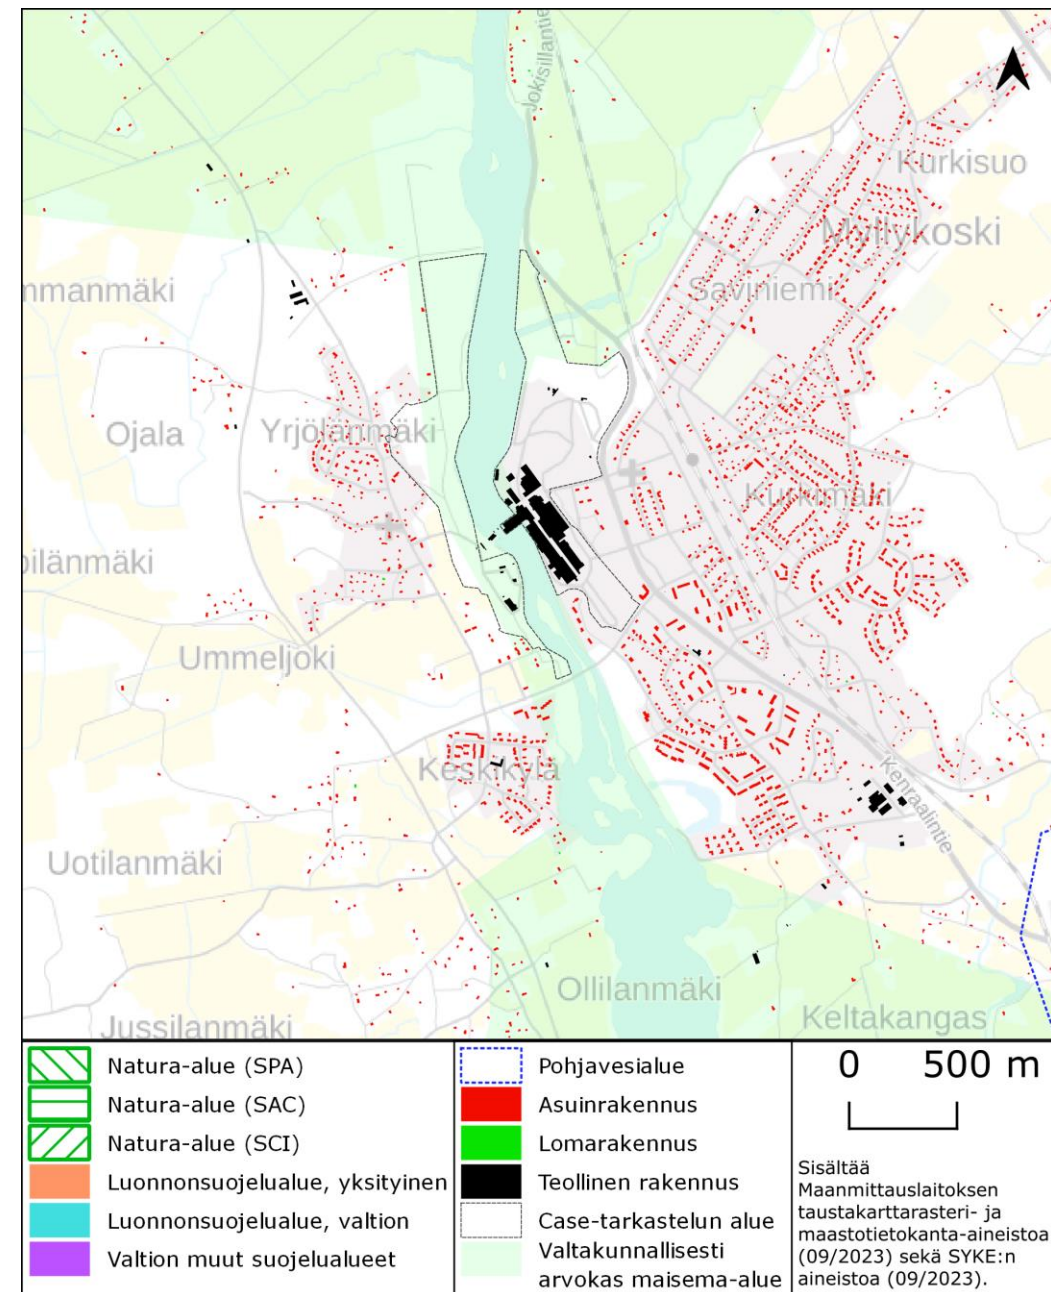 Jokisillantie
Kurkisuo
Myllykoski
nmanmäki
Saviniemi
Ojala
Yrjölänmäki
Kurkimäki
pilänmäki
Ummeljoki
Keskikylä
Kenraalintie
Uotilanmäki
Ollilanmäki
Jussilanmäki
Keltakangas
Natura-alue (SPA)
Natura-alue (SAC)
Natura-alue (SCI)
Luonnonsuojelualue, yksityinen
Luonnonsuojelualue, valtion
Valtion muut suojelualueet
Pohjavesialue
Asuinrakennus
Lomarakennus
Teollinen rakennus
Case-tarkastelun alue
Valtakunnallisesti
arvokas maisema-alue
0 500 m
Sisältää
Maanmittauslaitoksen
taustakarttarasteri- ja
maastotietokanta-aineistoa
(09/2023) sekä SYKE:n
aineistoa (09/2023).